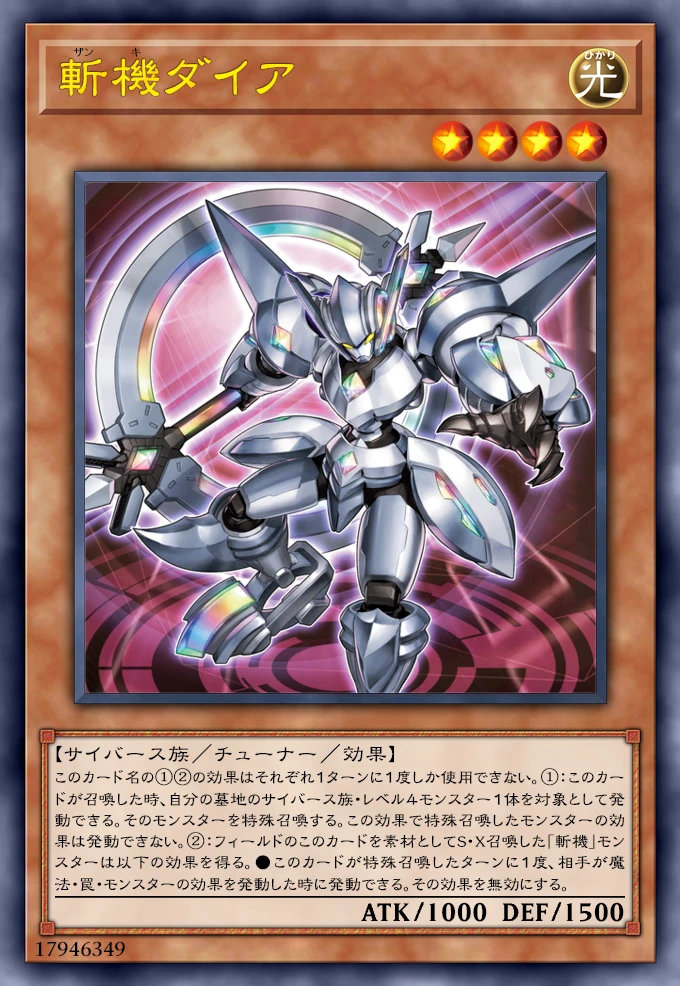 ザン キ
斬機ダイア
ひかり
光
【サイバース族／チューナー／効果】
このカード名の①②の効果はそれぞれ１ターンに１度しか使用できない。①：このカー
ドが召喚した時、自分の墓地のサイバース族・レベル４モンスター１体を対象として発
動できる。そのモンスターを特殊召喚する。この効果で特殊召喚したモンスターの効
果は発動できない。②：フィールドのこのカードを素材としてS・X召喚した「斬機」モン
スターは以下の効果を得る。●このカードが特殊召喚したターンに１度、相手が魔
法・罠・モンスターの効果を発動した時に発動できる。その効果を無効にする。
ATK/1000 DEF/1500
17946349